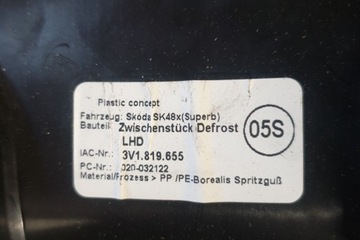 Plastic concept
Fahrzeug: Skoda SK48x(Superb)
Bauteil: Zwischenstück Defrost
LHD
05S
IAC-Nr.: 3V1.819.655
PC-Nr.: 020-032122
Material/Prozess > PP /PE-Borealis Spritzguß